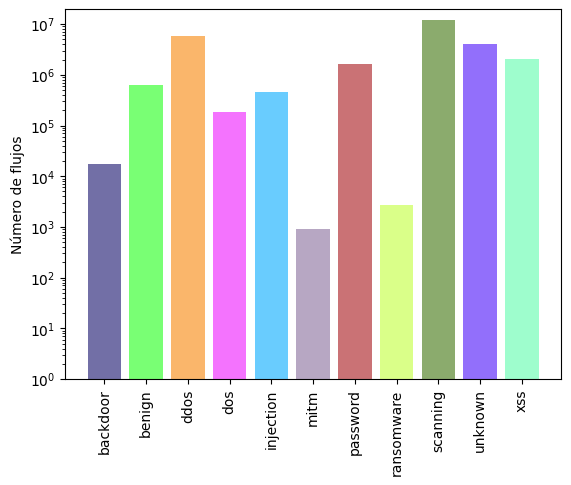 Número de flujos
10^7
10^6
10^5
10^4
10^3
10^2
10^1
10^0
backdoor
benign
ddos
dos
injection
mitm
password
ransomware
scanning
unknown
xss